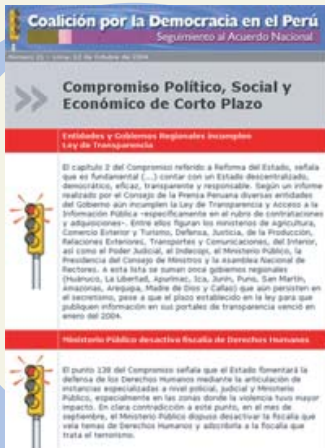 Coalición por la Democracia en el Perú
Seguimiento al Acuerdo Nacional
Número 21 - Lima, 13 de Octubre de 2004
Compromiso Político, Social y
Económico de Corto Plazo
Entidades y Gobiernos Regionales incumplen
Ley de Transparencia
El capítulo 2 del Compromiso referido a Reforma del Estado, señala
que es fundamental (...) contar con un Estado descentralizado,
democrático, eficaz, transparente y responsable. Según un informe
realizado por el Consejo de la Prensa Peruana diversas entidades
del Gobierno aún incumplen la Ley de Transparencia y Acceso a la
Información Pública -específicamente en el rubro de contrataciones
y adquisiciones-. Entre ellos figuran los ministerios de agricultura,
Comercio Exterior y Turismo, Defensa, Justicia, de la Producción,
Relaciones Exteriores, Transportes y Comunicaciones, del Interior,
así como el Poder Judicial, el Indecopi, el Ministerio Público, la
Presidencia del Consejo de Ministros y la Asamblea Nacional de
Rectores. A esta lista se suman once gobiernos regionales
(Huánuco, La Libertad, Apurímac, Ica, Junín, Puno, San Martín,
Amazonas, Arequipa, Madre de Dios y Callao) que aún persisten en
el secretismo, pese a que el plazo establecido en la ley para que
publiquen información en sus portales de transparencia venció en
enero del 2004.
Ministerio Público desactiva fiscalía de Derechos Humanos
El punto 138 del Compromiso señala que el Estado fomentará la
defensa de los Derechos Humanos mediante la articulación de
instancias especializadas a nivel policial, judicial y Ministerio
Público, especialmente en las zonas donde la violencia tuvo mayor
impacto. En clara contradicción a este punto, en el mes de
septiembre, el Ministerio Público dispuso desactivar la fiscalía que
veía temas de Derechos Humanos y adscribirla a la fiscalía que
trata el terrorismo.